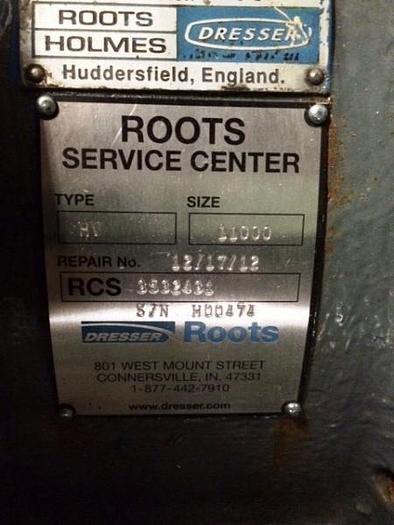 ROOTS
HOLMES
DRESSER
Huddersfield, England.
ROOTS
SERVICE CENTER
TYPE SIZE
HV 11000
REPAIR No. 12/17/12
RCS
S/N H00474
DRESSER Roots
801 WEST MOUNT STREET
CONNERSVILLE, IN. 47331
1-877-442-7910
www.dresser.com